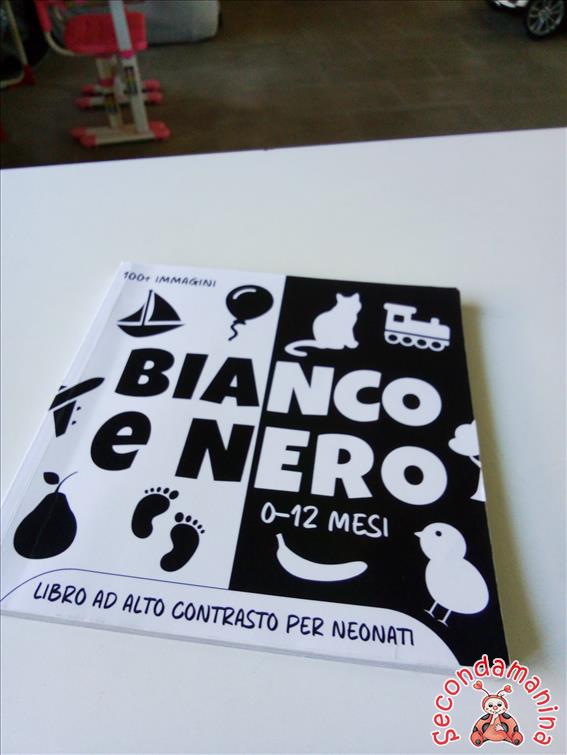 100+ IMMAGINI
BIANCO
e NERO
0-12 MESI
LIBRO AD ALTO CONTRASTO PER NEONATI
secondamanina